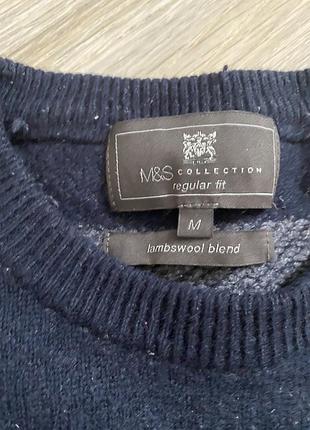 M&S COLLECTION
regular fit
M
lambswool blend